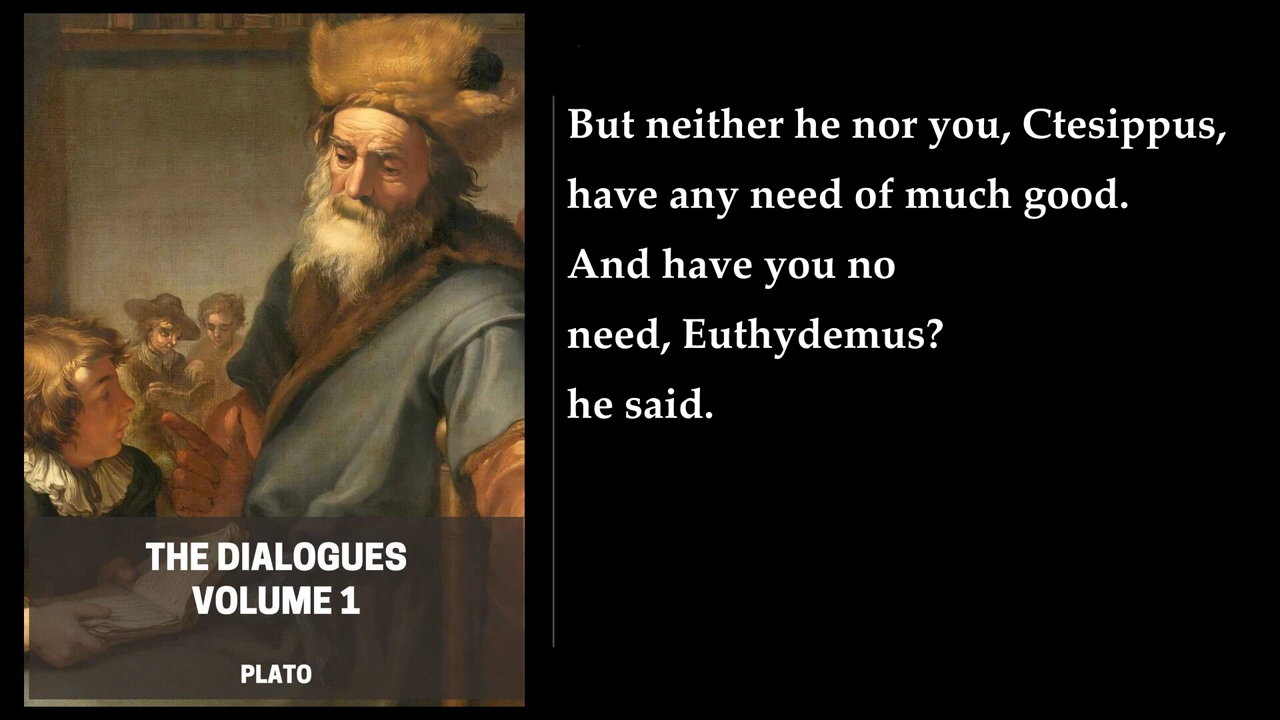 THE DIALOGUES
VOLUME 1
PLATO
But neither he nor you, Ctesippus,
have any need of much good.
And have you no
need, Euthydemus?
he said.